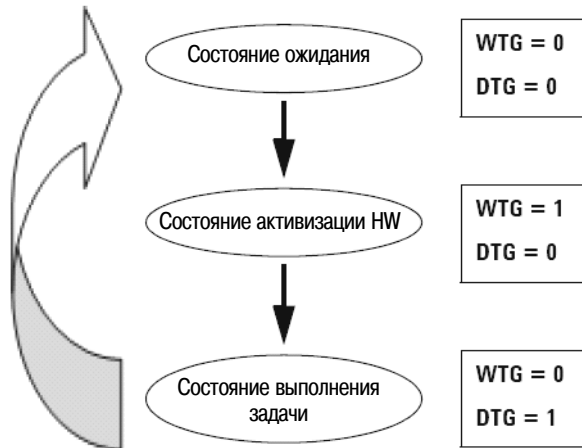 Состояние ожидания
WTG = 0
DTG = 0
Состояние активизации HW
WTG = 1
DTG = 0
Состояние выполнения
задачи
WTG = 0
DTG = 1